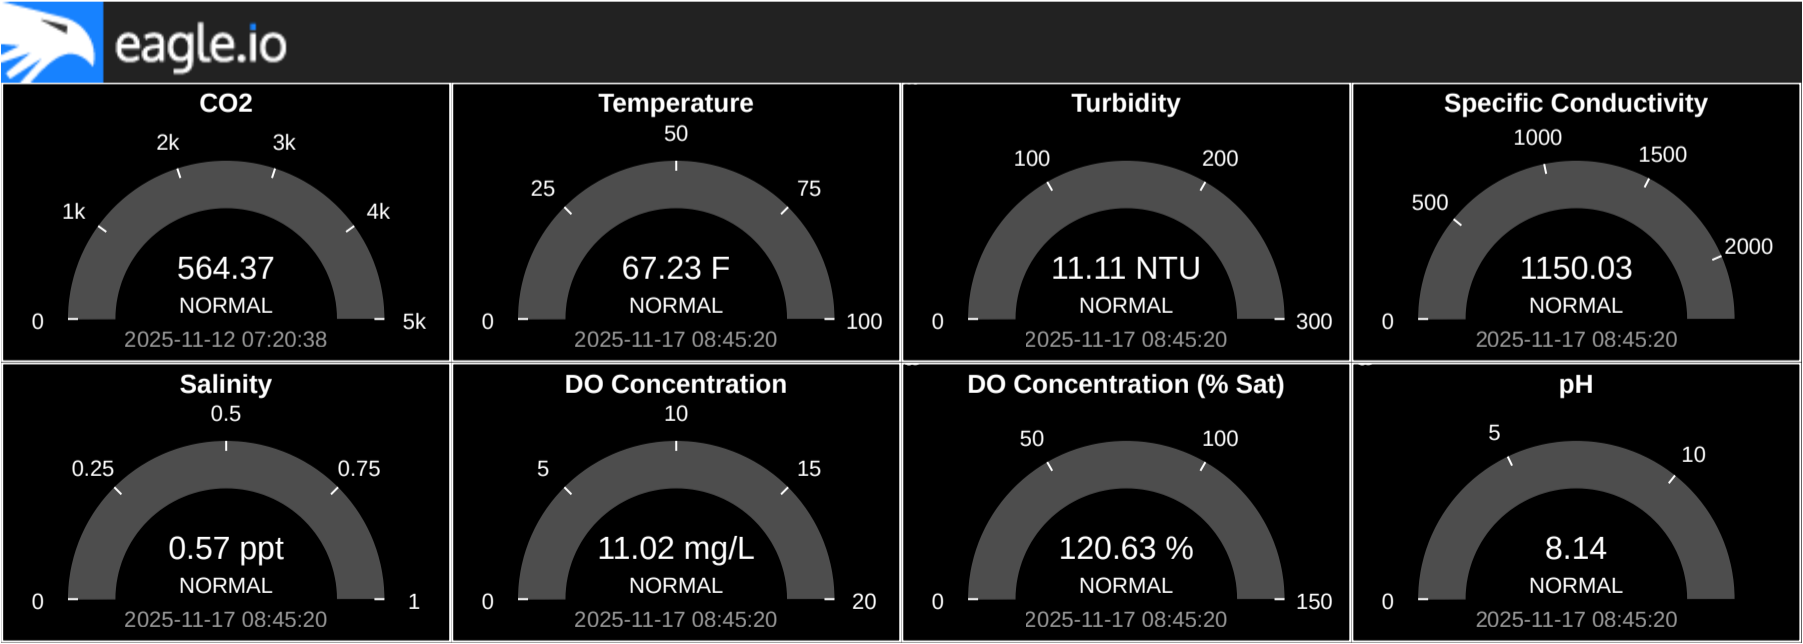 eagle.io
CO2
2k 3k
1k 4k
564.37
NORMAL
0 5k
2025-11-12 07:20:38
Temperature
50
25 75
67.23 F
NORMAL
0 100
2025-11-17 08:45:20
Turbidity
100 200
11.11 NTU
NORMAL
0 300
2025-11-17 08:45:20
Specific Conductivity
1000
1500
500
2000
1150.03
NORMAL
0
2025-11-17 08:45:20
Salinity
0.5
0.25 0.75
0.57 ppt
NORMAL
0 1
2025-11-17 08:45:20
DO Concentration
10
5 15
11.02 mg/L
NORMAL
0 20
2025-11-17 08:45:20
DO Concentration (% Sat)
50 100
120.63 %
NORMAL
0 150
2025-11-17 08:45:20
pH
5
10
8.14
NORMAL
0
2025-11-17 08:45:20